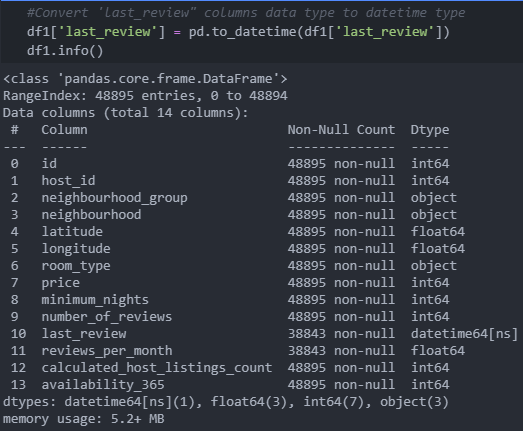 #Convert 'last_review" columns data type to datetime type
df1['last_review'] = pd.to_datetime(df1['last_review'])
df1.info()
<class 'pandas.core.frame.DataFrame'>
RangeIndex: 48895 entries, 0 to 48894
Data columns (total 14 columns):
 #   Column                          Non-Null Count  Dtype
---  ------                          --------------  -----
 0   id                              48895 non-null  int64
 1   host_id                         48895 non-null  int64
 2   neighbourhood_group             48895 non-null  object
 3   neighbourhood                   48895 non-null  object
 4   latitude                        48895 non-null  float64
 5   longitude                       48895 non-null  float64
 6   room_type                       48895 non-null  object
 7   price                           48895 non-null  int64
 8   minimum_nights                  48895 non-null  int64
 9   number_of_reviews               48895 non-null  int64
 10  last_review                     38843 non-null  datetime64[ns]
 11  reviews_per_month               38843 non-null  float64
 12  calculated_host_listings_count  48895 non-null  int64
 13  availability_365                48895 non-null  int64
dtypes: datetime64[ns](1), float64(3), int64(7), object(3)
memory usage: 5.2+ MB